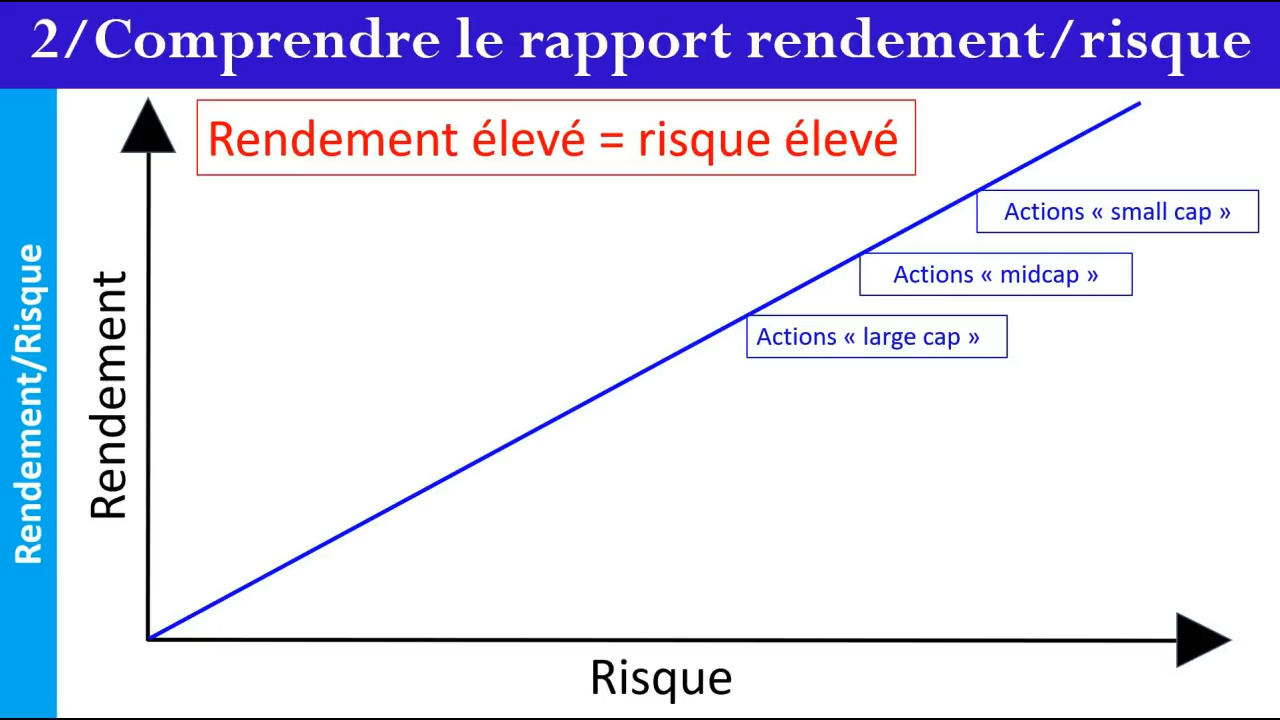 2/Comprendre le rapport rendement/risque
Rendement/Risque
Rendement
Rendement élevé = risque élevé
Actions « small cap »
Actions « midcap »
Actions « large cap »
Risque